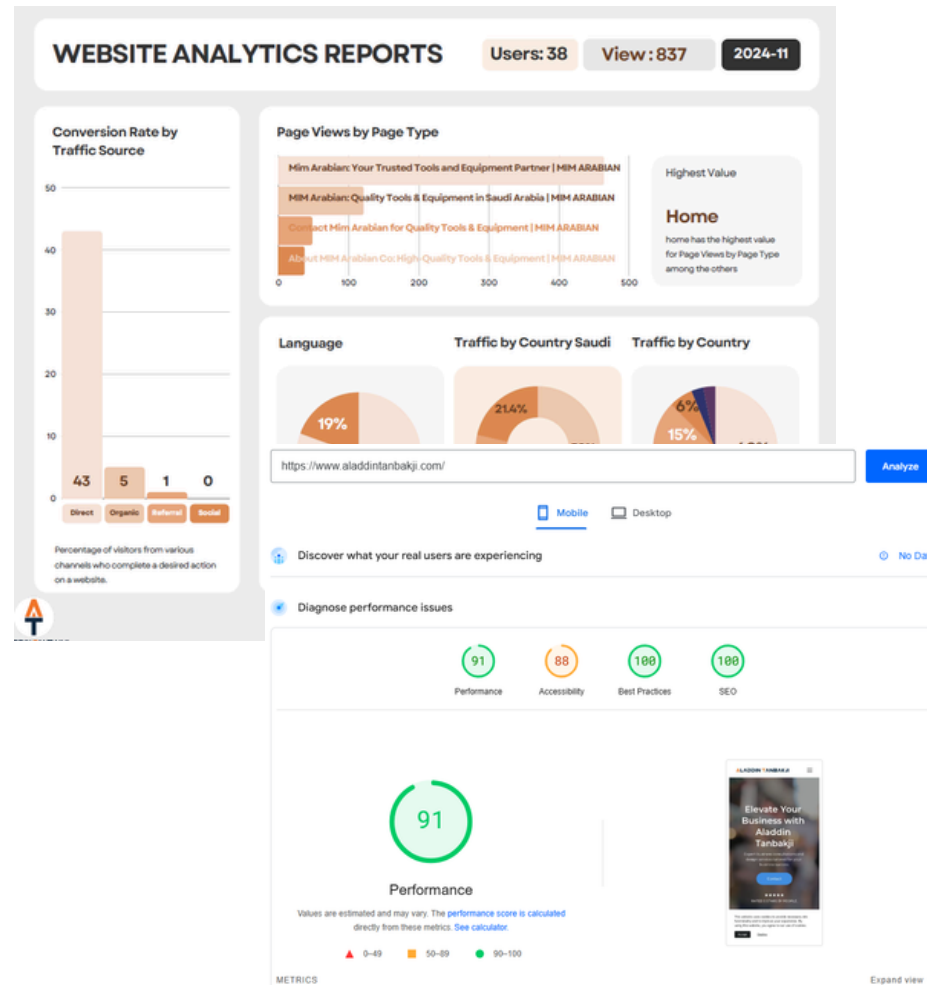 WEBSITE ANALYTICS REPORTS
Users: 38
View : 837
2024-11
Conversion Rate by
Traffic Source
50
40
30
20
10
0
43
5
1
0
Direct
Organic
Referral
Social
Percentage of visitors from various
channels who complete a desired action
on a website.
Page Views by Page Type
Mim Arabian: Your Trusted Tools and Equipment Partner | MIM ARABIAN
MIM Arabian: Quality Tools & Equipment in Saudi Arabia | MIM ARABIAN
Contact Mim Arabian for Quality Tools & Equipment | MIM ARABIAN
About MIM Arabian Co: High-Quality Tools & Equipment | MIM ARABIAN
0
100
200
300
400
500
Highest Value
Home
home has the highest value
for Page Views by Page Type
among the others
Language
19%
Traffic by Country Saudi
21.4%
Traffic by Country
6%
15%
AT
https://www.aladdintanbakji.com/
Analyze
Mobile
Desktop
Discover what your real users are experiencing
No Da
Diagnose performance issues
91
88
100
100
Performance
Accessibility
Best Practices
SEO
91
Performance
Values are estimated and may vary. The performance score is calculated
directly from these metrics. See calculator.
0–49
50–89
90–100
ALADDIN TANBAKJI
Elevate Your
Business with
Aladdin
Tanbakji
METRICS
Expand view